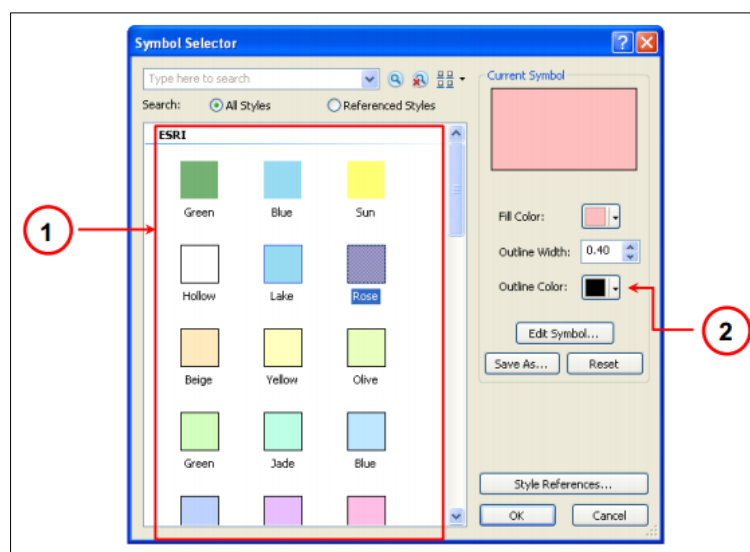 Symbol Selector
Type here to search
Search: All Styles Referenced Styles
ESRI
Green Blue Sun
Hollow Lake Rose
Beige Yellow Olive
Green Jade Blue
Current Symbol
Fill Color:
Outline Width: 0.40
Outline Color:
Edit Symbol...
Save As... Reset
Style References...
OK Cancel
1
2